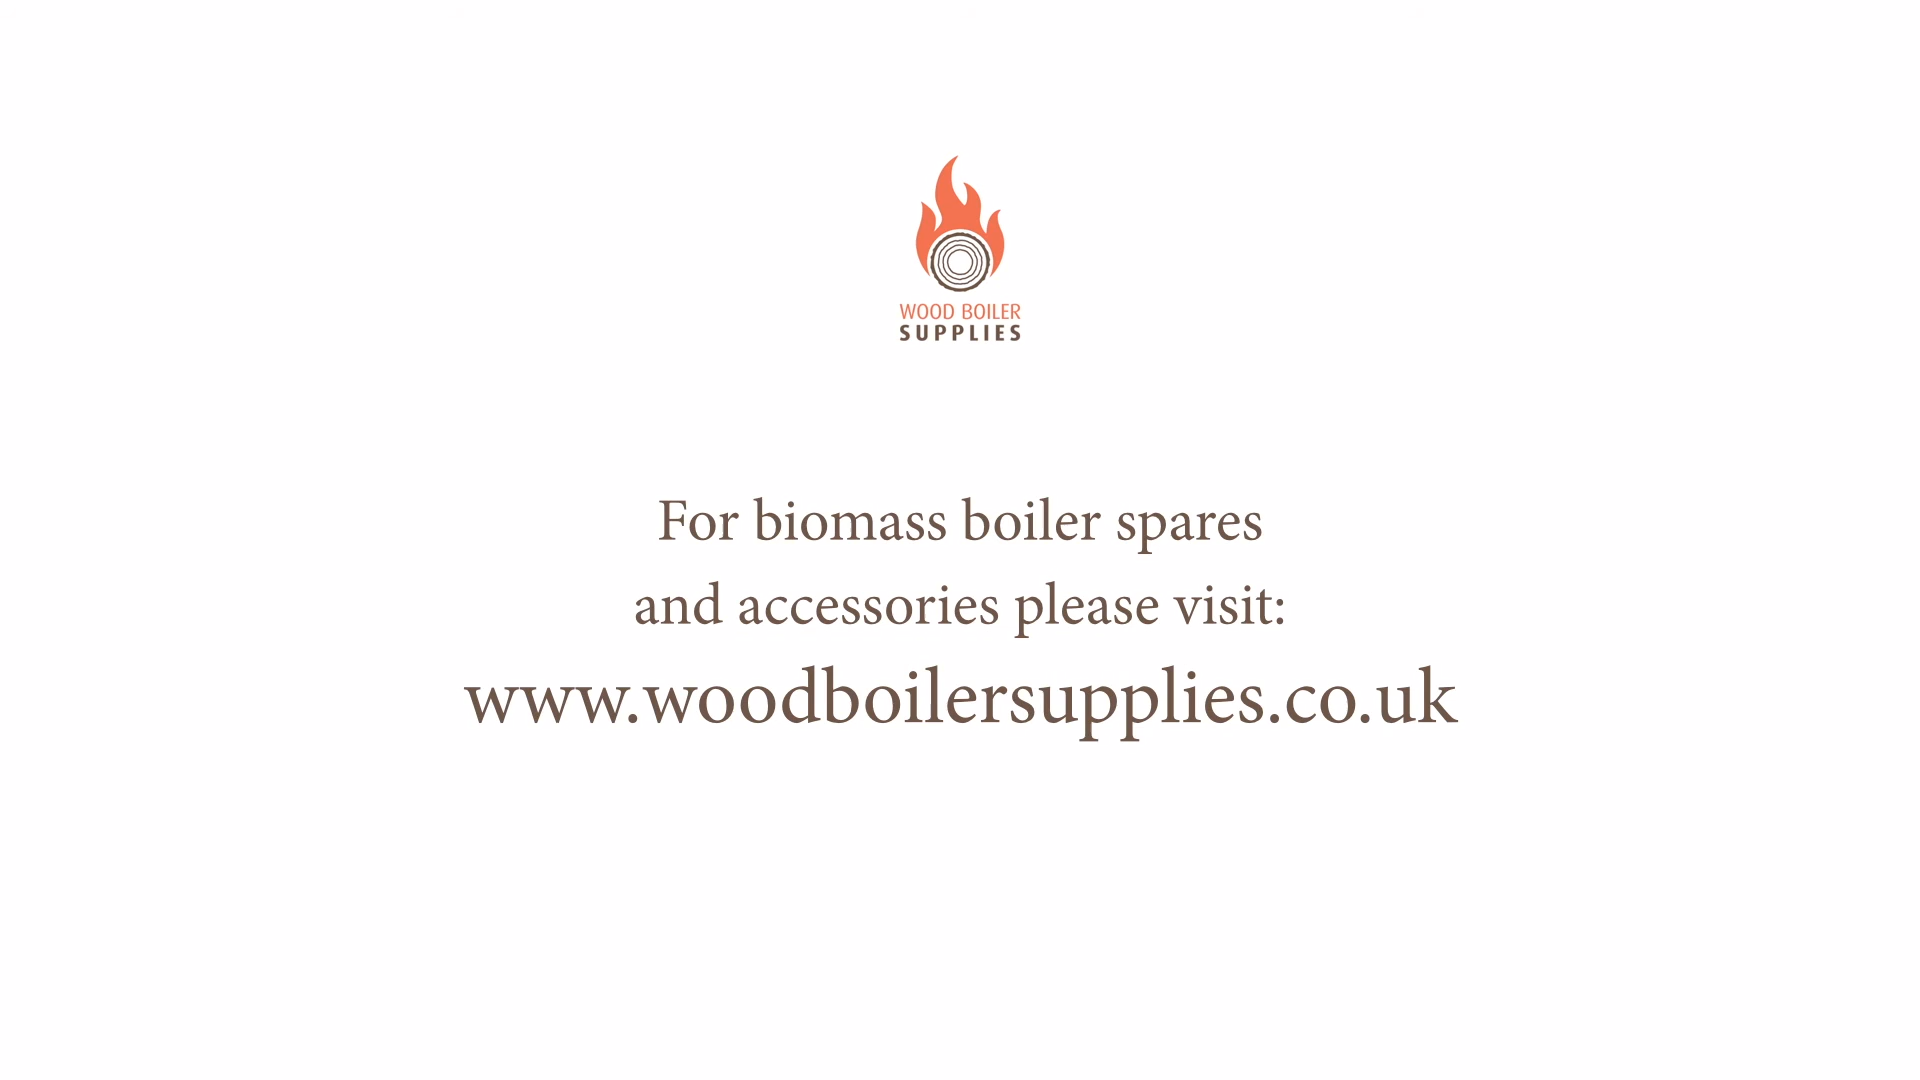 WOOD BOILER
SUPPLIES
For biomass boiler spares
and accessories please visit:
www.woodboilersupplies.co.uk